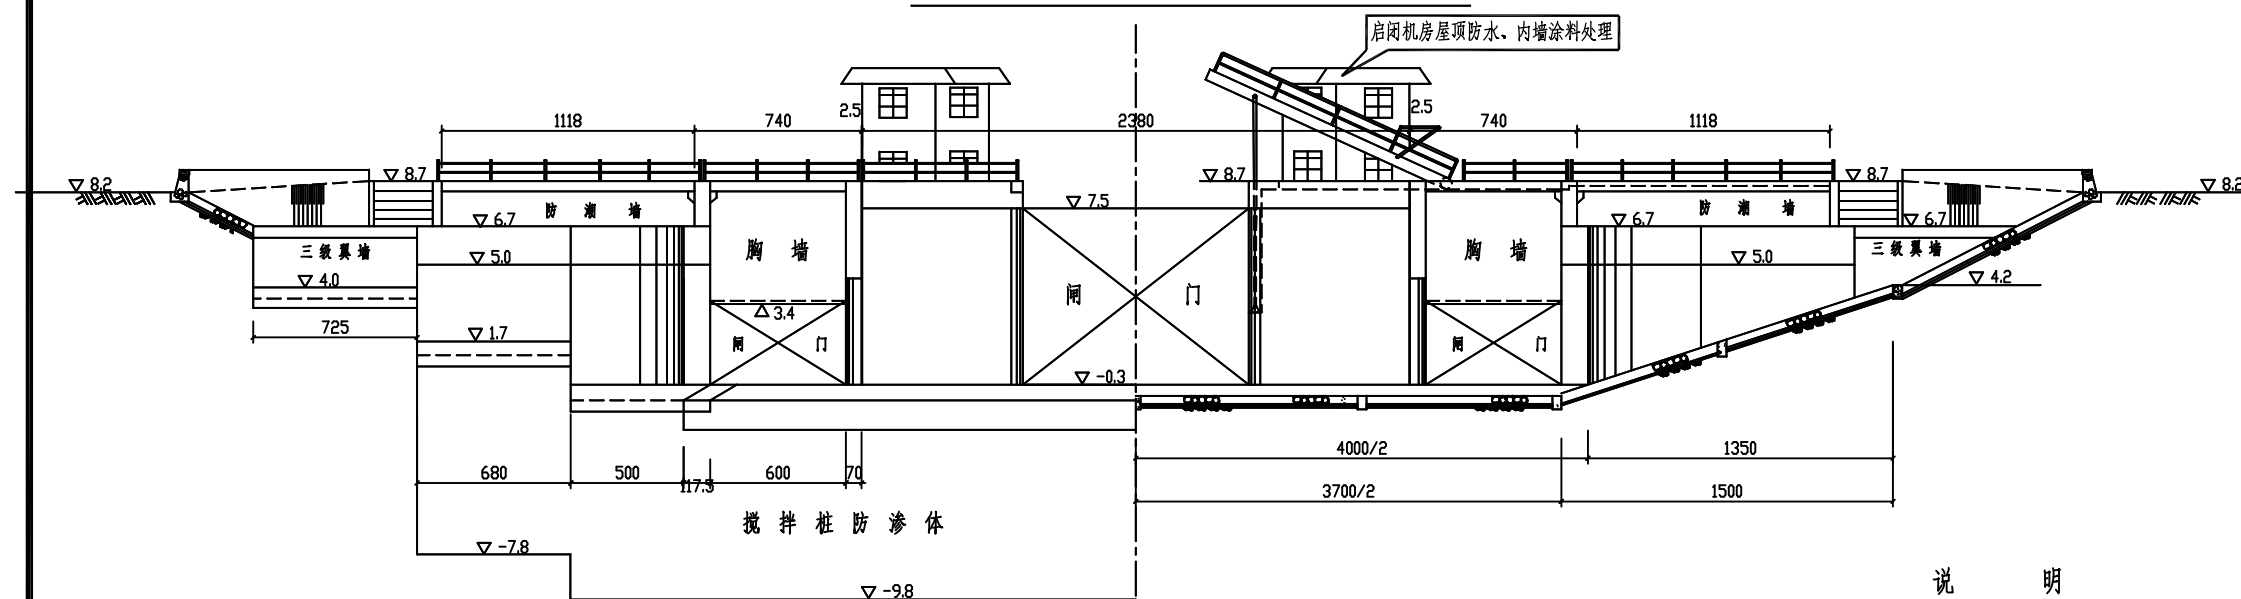 启闭机房屋顶防水、内墙涂料处理
2.5 2.5
1118 740 2380 740 1118
8.2 8.7 8.7 8.7 8.2
7.5
防 潮 墙 防 潮 墙
6.7 6.7 6.7
三 级 翼 墙 胸 墙 胸 墙 三 级 翼 墙
5.0 5.0
4.0 4.2
闸 门
3.4
725 1.7
闸 门 闸 门
-0.3
4000/2 1350
680 500 117.5 600 70
3700/2 1500
搅 拌 桩 防 渗 体
-7.8
说 明
-9.8